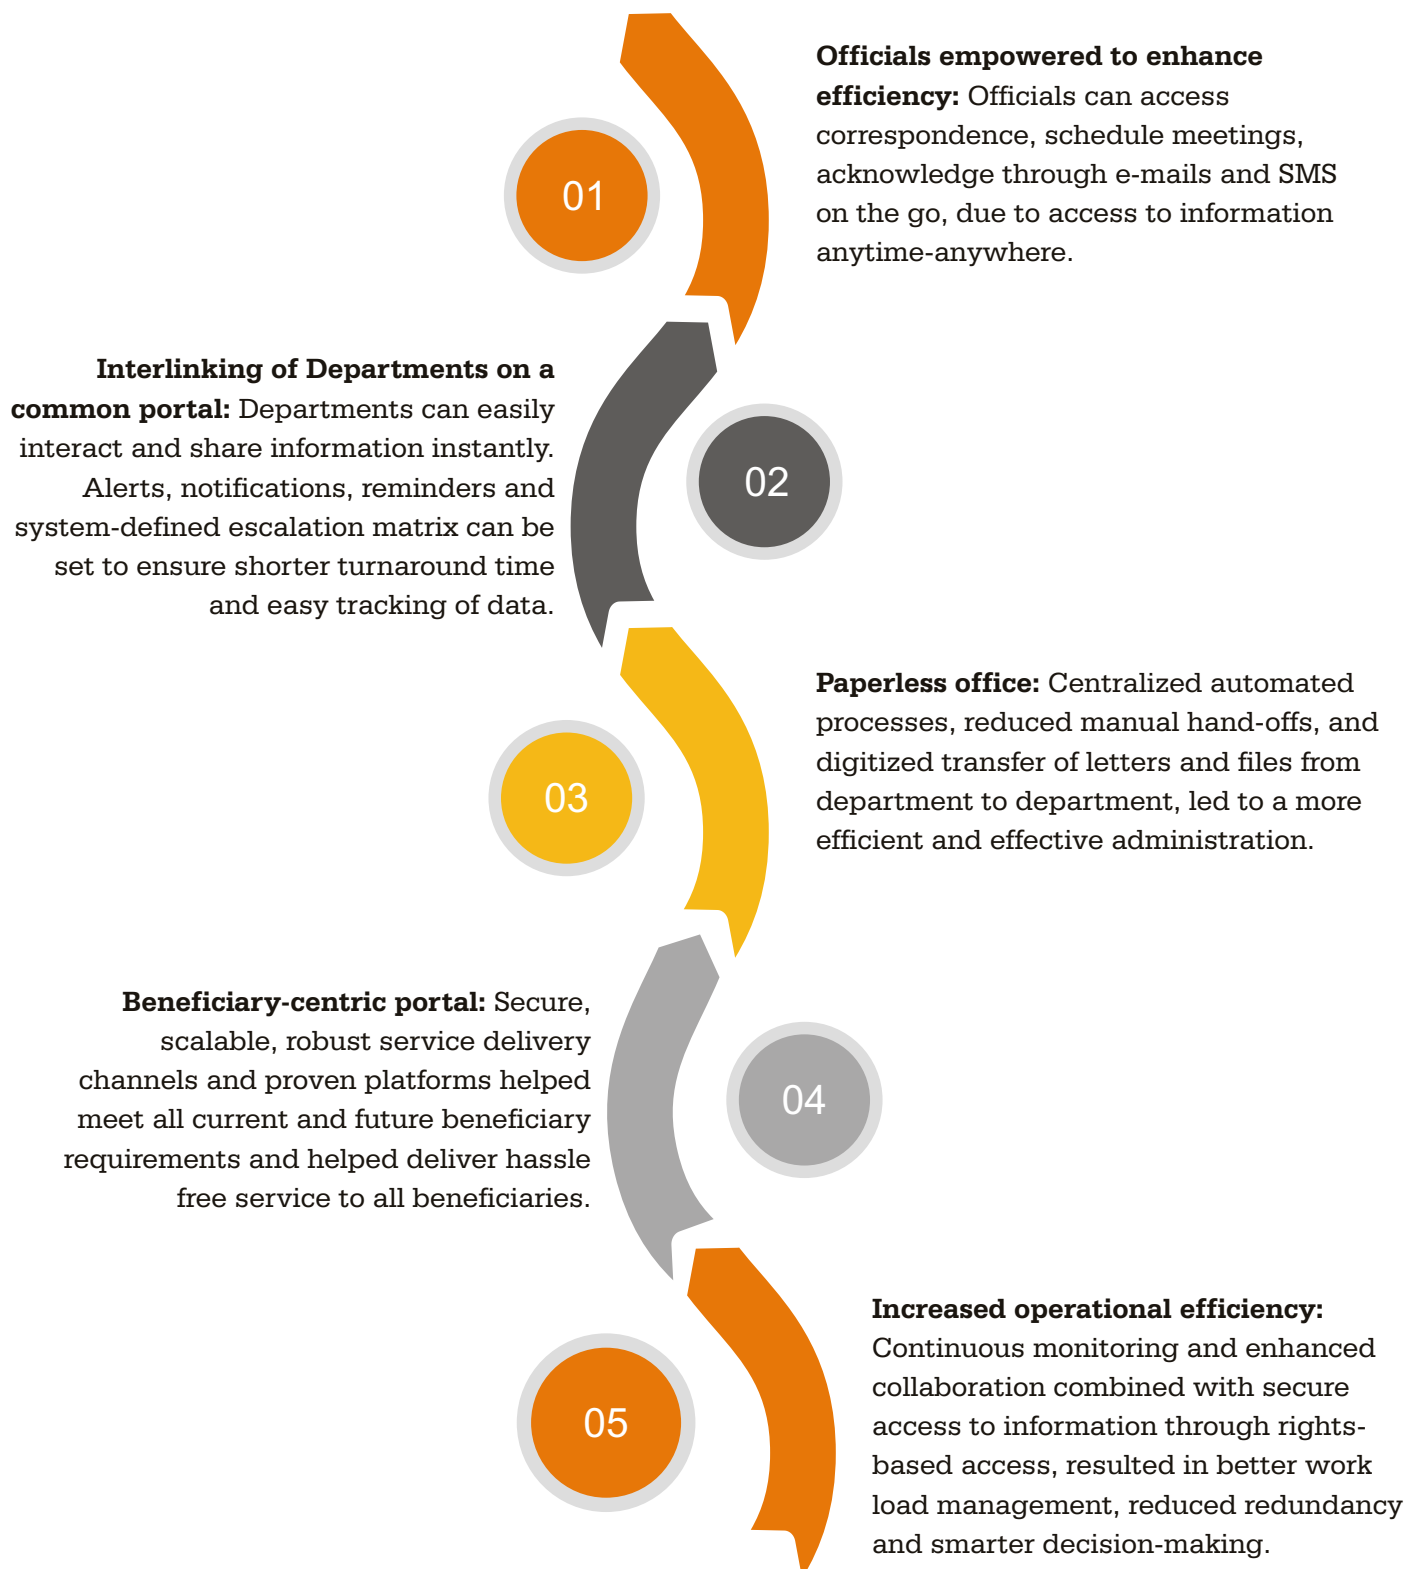 Officials empowered to enhance
efficiency: Officials can access
correspondence, schedule meetings,
acknowledge through e-mails and SMS
on the go, due to access to information
anytime-anywhere.
01
Interlinking of Departments on a
common portal: Departments can easily
interact and share information instantly.
Alerts, notifications, reminders and
system-defined escalation matrix can be
set to ensure shorter turnaround time
and easy tracking of data.
02
Paperless office: Centralized automated
processes, reduced manual hand-offs, and
digitized transfer of letters and files from
department to department, led to a more
efficient and effective administration.
03
Beneficiary-centric portal: Secure,
scalable, robust service delivery
channels and proven platforms helped
meet all current and future beneficiary
requirements and helped deliver hassle
free service to all beneficiaries.
04
Increased operational efficiency:
Continuous monitoring and enhanced
collaboration combined with secure
access to information through rights-
based access, resulted in better work
load management, reduced redundancy
and smarter decision-making.
05